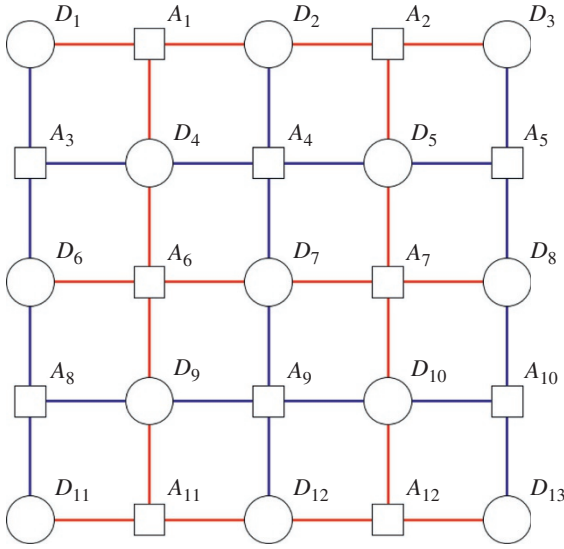 D1 A1 D2 A2 D3
A3 D4 A4 D5 A5
D6 A6 D7 A7 D8
A8 D9 A9 D10 A10
D11 A11 D12 A12 D13